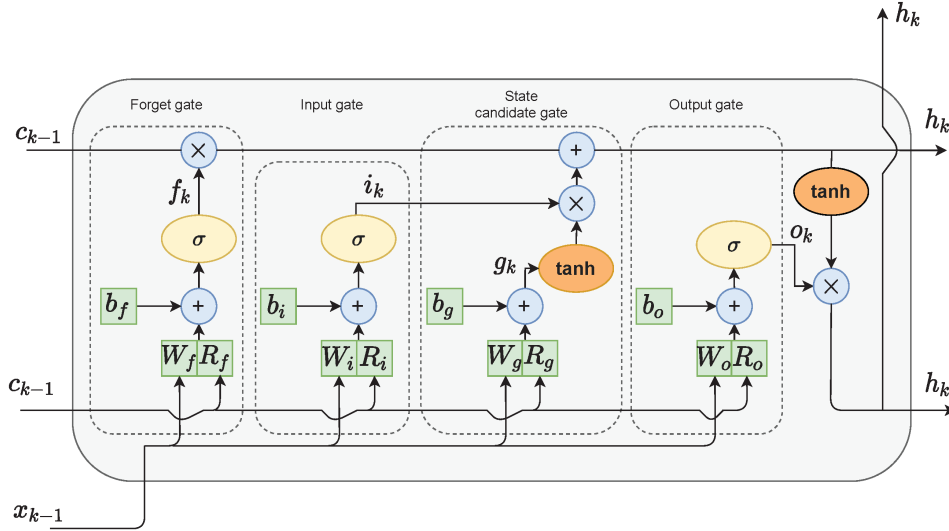 h_k
Forget gate
Input gate
State
candidate gate
Output gate
c_{k-1}
h_k
×
+
f_k
i_k
×
tanh
σ
σ
σ
o_k
g_k
tanh
×
b_f
+
b_i
+
b_g
+
b_o
+
W_f R_f
W_i R_i
W_g R_g
W_o R_o
c_{k-1}
h_k
x_{k-1}